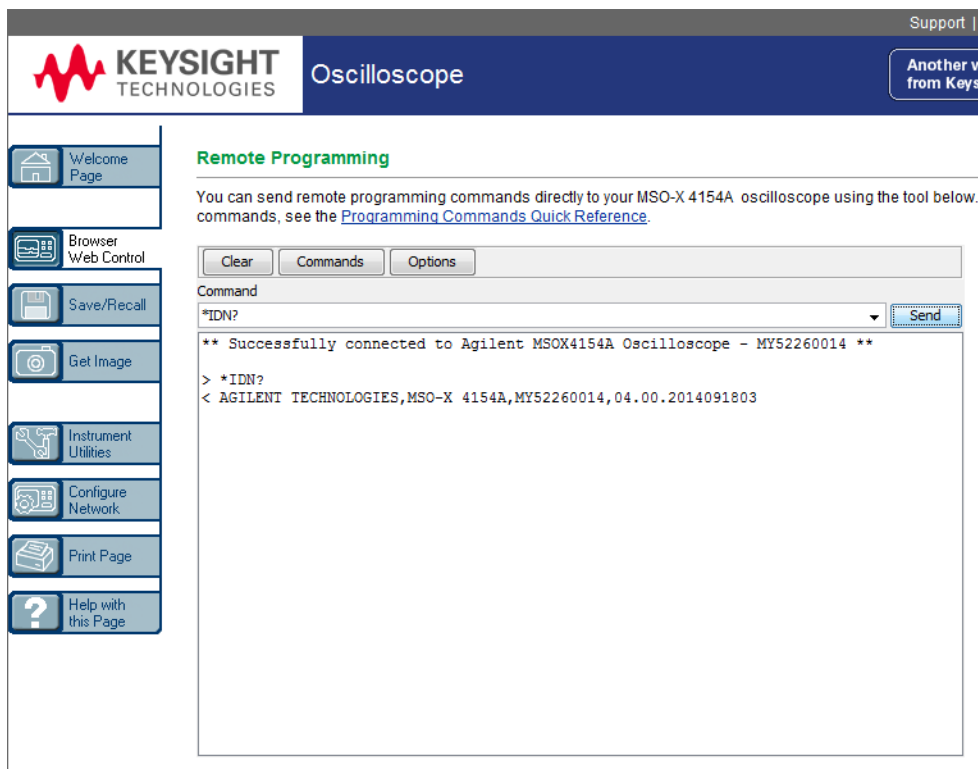 Support |
KEYSIGHT
TECHNOLOGIES
Oscilloscope
Another
from Keys
Welcome
Page
Browser
Web Control
Save/Recall
Get Image
Instrument
Utilities
Configure
Network
Print Page
Help with
this Page
Remote Programming
You can send remote programming commands directly to your MSO-X 4154A oscilloscope using the tool below.
commands, see the Programming Commands Quick Reference.
Clear Commands Options
Command
*IDN?
Send
** Successfully connected to Agilent MSOX4154A Oscilloscope - MY52260014 **
> *IDN?
< AGILENT TECHNOLOGIES,MSO-X 4154A,MY52260014,04.00.2014091803